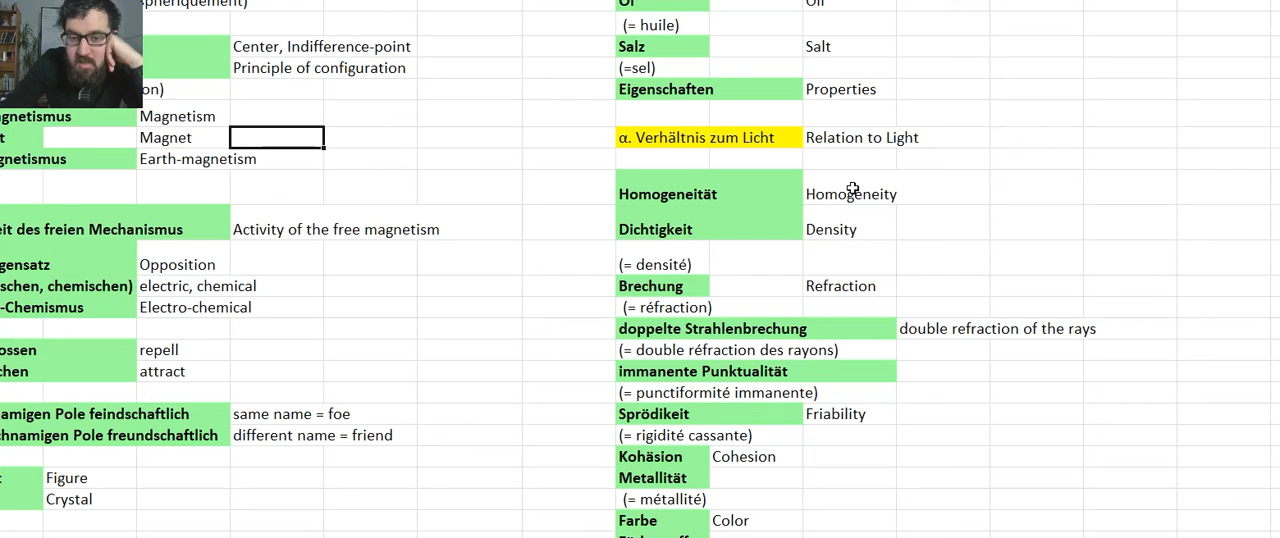 sphériquement)
Center, Indifference-point
Principle of configuration
on)
agnetismus Magnetism
t Magnet
gnetismus Earth-magnetism
eit des freien Mechanismus Activity of the free magnetism
gensatz Opposition
schen, chemischen) electric, chemical
-Chemismus Electro-chemical
ossen repell
chen attract
amigen Pole feindschaftlich same name = foe
chnamigen Pole freundschaftlich different name = friend
t Figure
Crystal
Öl Oil
(= huile)
Salz Salt
(=sel)
Eigenschaften Properties
α. Verhältnis zum Licht Relation to Light
Homogeneität Homogeneity
Dichtigkeit Density
(= densité)
Brechung Refraction
(= réfraction)
doppelte Strahlenbrechung double refraction of the rays
(= double réfraction des rayons)
immanente Punktualität
(= punctiformité immanente)
Sprödikeit Friability
(= rigidité cassante)
Kohäsion Cohesion
Metallität
(= métallité)
Farbe Color